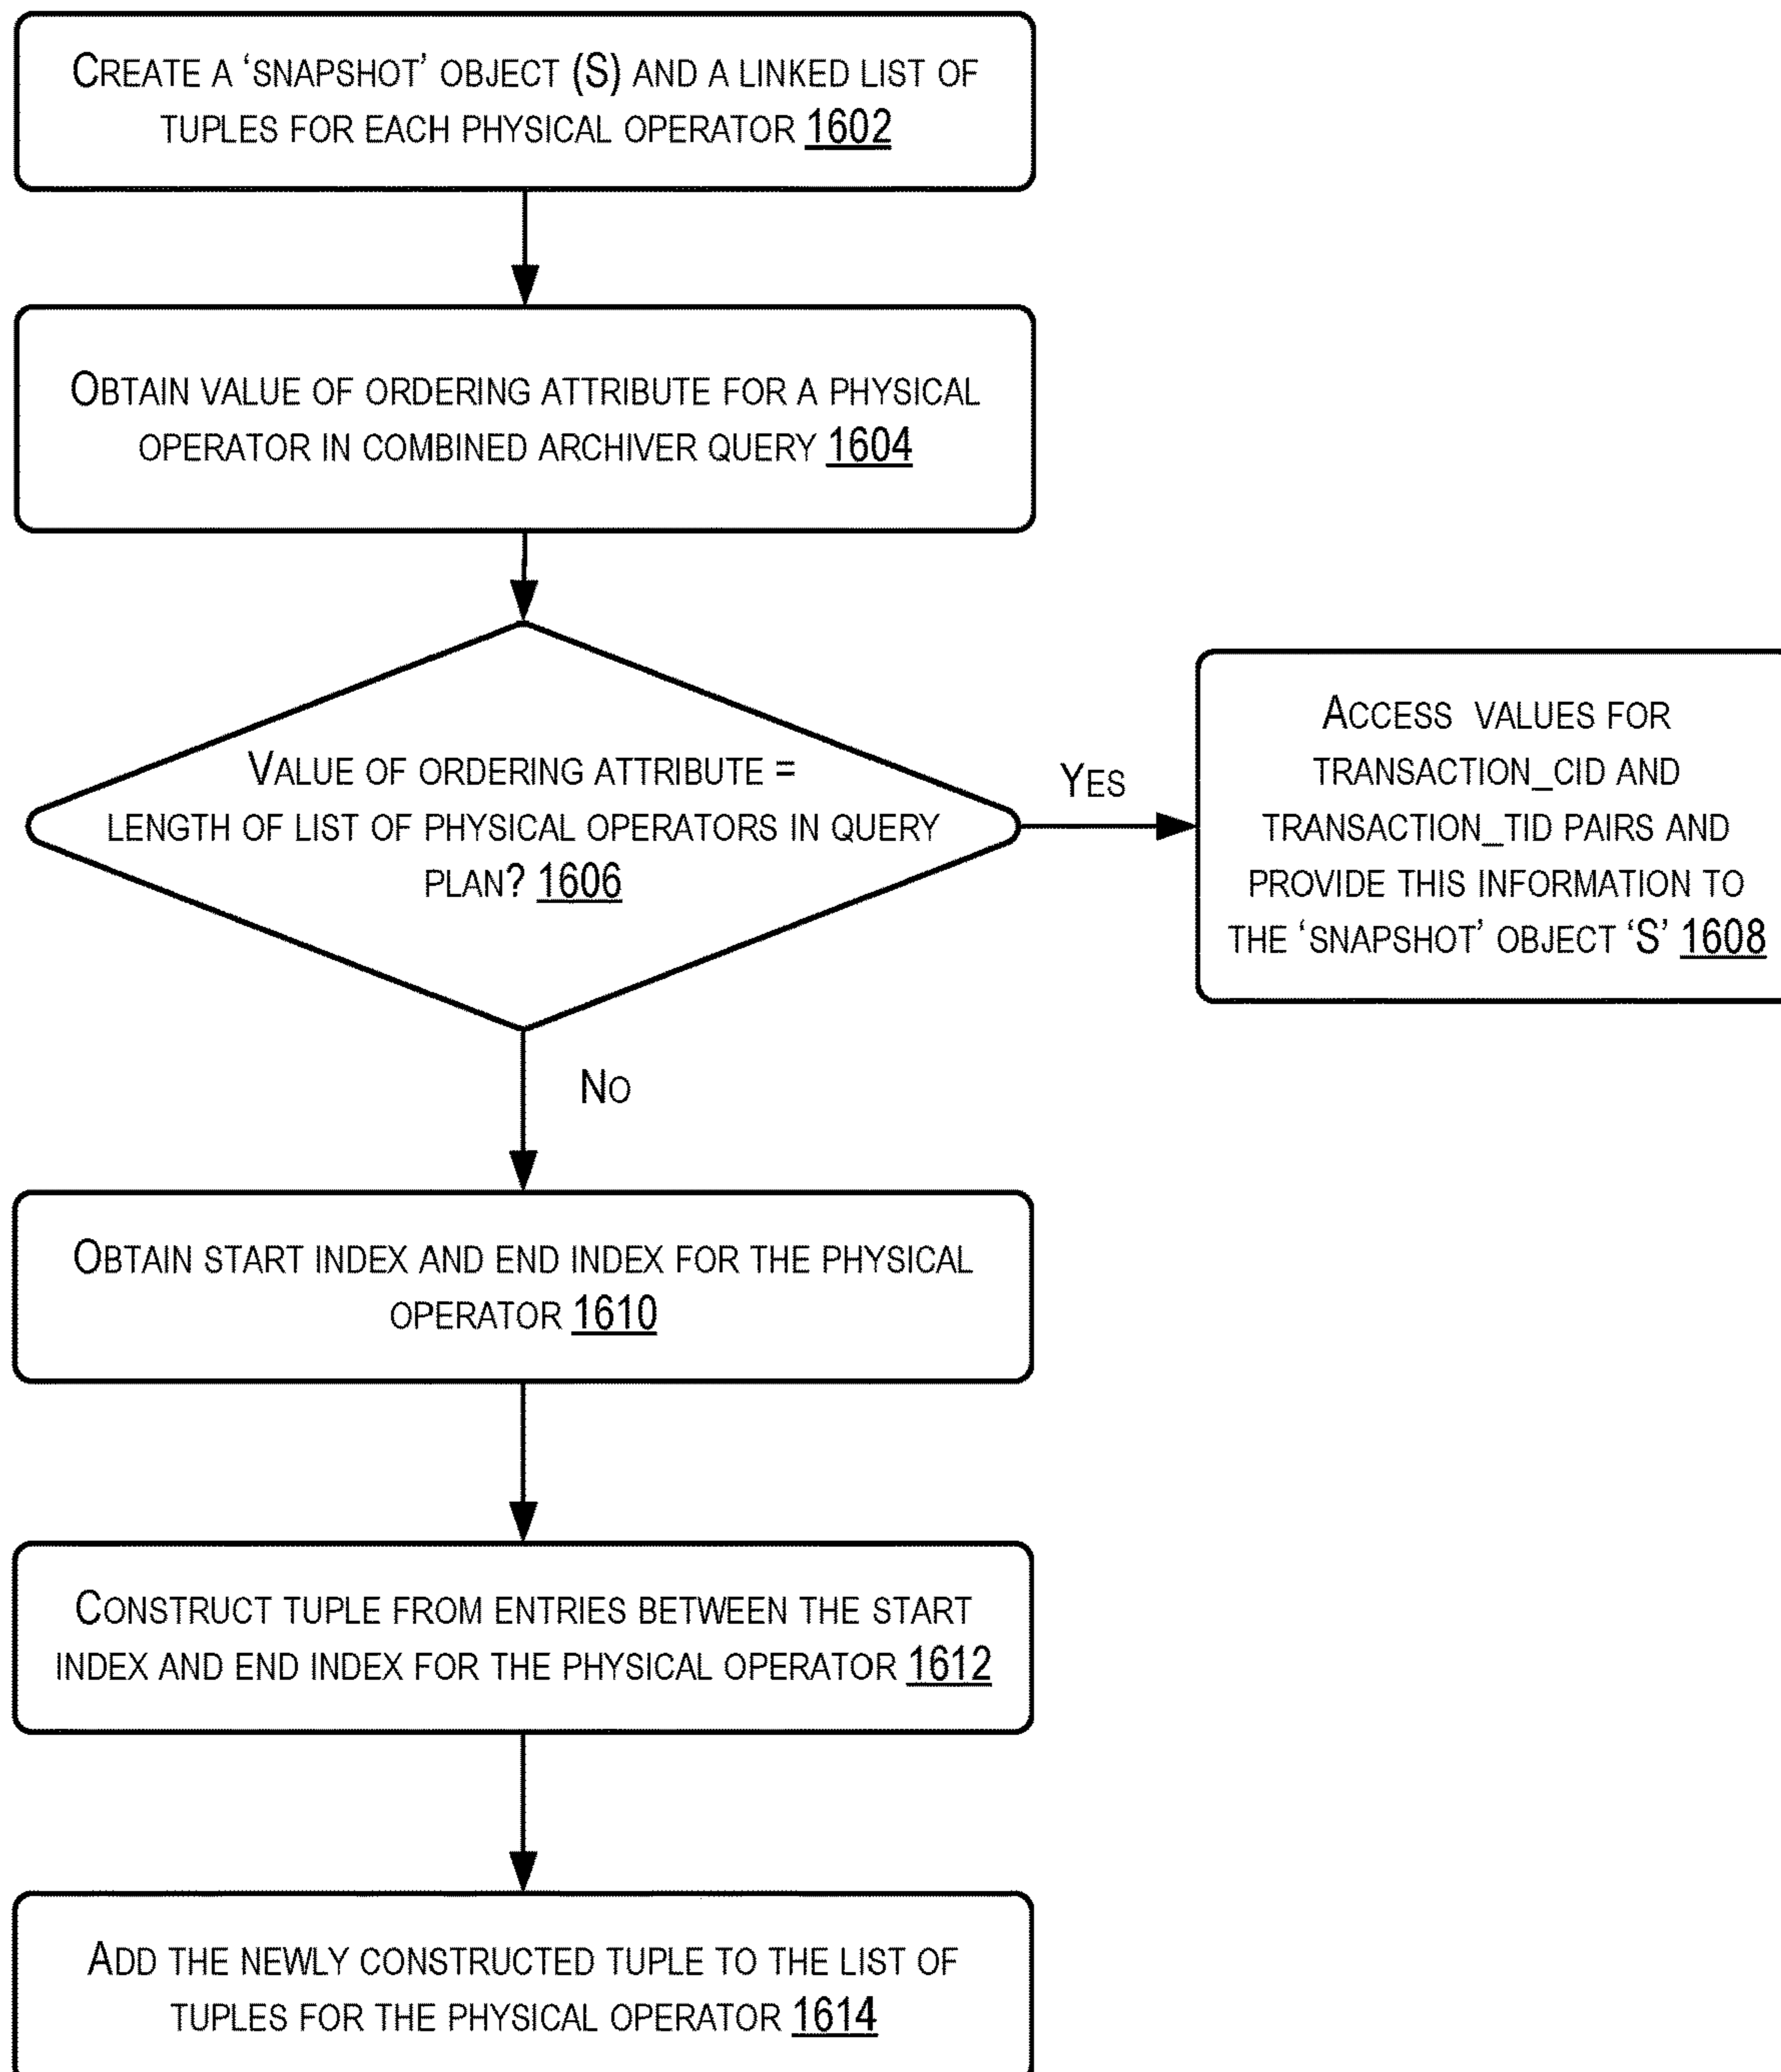 CREATE A ‘SNAPSHOT’ OBJECT (S) AND A LINKED LIST OF
TUPLES FOR EACH PHYSICAL OPERATOR 1602
OBTAIN VALUE OF ORDERING ATTRIBUTE FOR A PHYSICAL
OPERATOR IN COMBINED ARCHIVER QUERY 1604
VALUE OF ORDERING ATTRIBUTE =
LENGTH OF LIST OF PHYSICAL OPERATORS IN QUERY
PLAN? 1606
YES
ACCESS VALUES FOR
TRANSACTION_CID AND
TRANSACTION_TID PAIRS AND
PROVIDE THIS INFORMATION TO
THE ‘SNAPSHOT’ OBJECT ‘S’ 1608
NO
OBTAIN START INDEX AND END INDEX FOR THE PHYSICAL
OPERATOR 1610
CONSTRUCT TUPLE FROM ENTRIES BETWEEN THE START
INDEX AND END INDEX FOR THE PHYSICAL OPERATOR 1612
ADD THE NEWLY CONSTRUCTED TUPLE TO THE LIST OF
TUPLES FOR THE PHYSICAL OPERATOR 1614